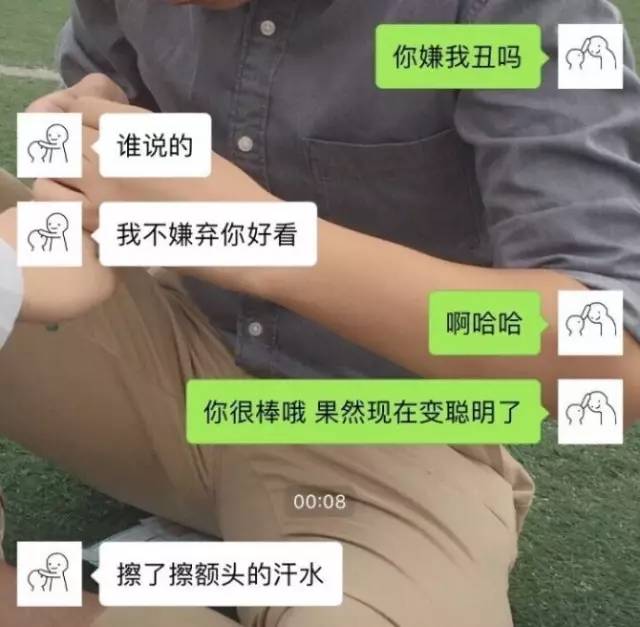 你嫌我丑吗
谁说的
我不嫌弃你好看
啊哈哈
你很棒哦 果然现在变聪明了
00:08
擦了擦额头的汗水